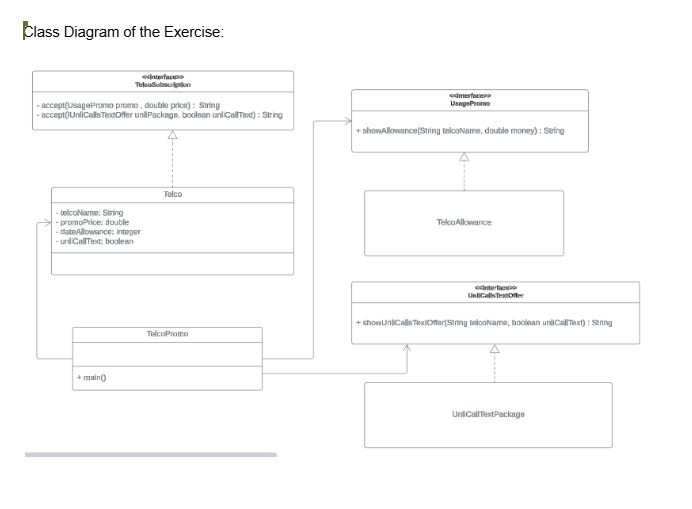 Class Diagram of the Exercise:
<<interface>>
TelcoSubscription
- accept(UsagePromo promo , double price) : String
- accept(IUnliCallsTextOffer unliPackage, boolean unliCallText) : String
Telco
- telcoName: String
- promoPrice: double
- dateAllowance: integer
- unliCallText: boolean
TelcoPromo
+ main()
<<interface>>
UsagePromo
+ showAllowance(String telcoName, double money) : String
TelcoAllowance
<<interface>>
UnliCallsTextOffer
+ showUnliCallsTextOffer(String telcoName, boolean unliCallText) : String
UnliCallTextPackage